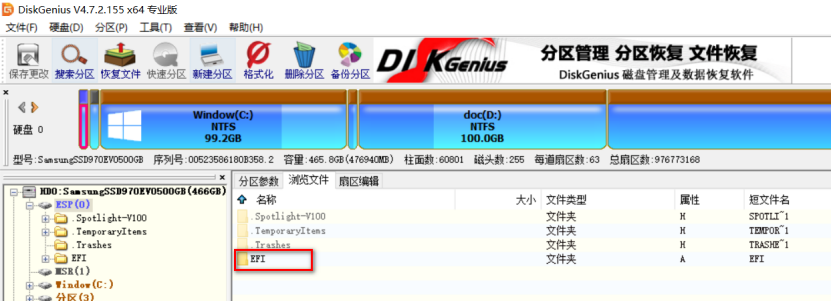 DiskGenius V4.7.2.155 x64 专业版
文件(F) 硬盘(D) 分区(P) 工具(T) 查看(V) 帮助(H)
保存更改 搜索分区 恢复文件 快速分区 新建分区 格式化 删除分区 备份分区
DISKGenius
分区管理 分区恢复 文件恢复
DiskGenius 磁盘管理及数据恢复软件
硬盘 0
Window(C:)
NTFS
99.2GB
doc(D:)
NTFS
100.0GB
型号:SamsungSSD970EVO500GB 序列号:00523586180B358.2 容量:465.8GB(476940MB) 柱面数:60801 磁头数:255 每道扇区数:63 总扇区数:976773168
HD0:SamsungSSD970EVO500GB(466GB)
ESP(0)
.Spotlight-V100
.TemporaryItems
.Trashes
EFI
MSR(1)
Window(C:)
分区(3)
分区参数 浏览文件 扇区编辑
名称 大小 文件类型 属性 短文件名
.Spotlight-V100 文件夹 H SPOTLI~1
.TemporaryItems 文件夹 H TEMPOR~1
.Trashes 文件夹 H TRASHE~1
EFI 文件夹 A EFI